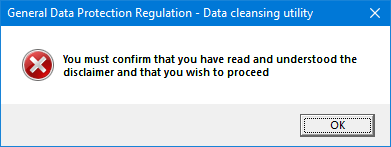 General Data Protection Regulation - Data cleansing utility
You must confirm that you have read and understood the
disclaimer and that you wish to proceed
OK